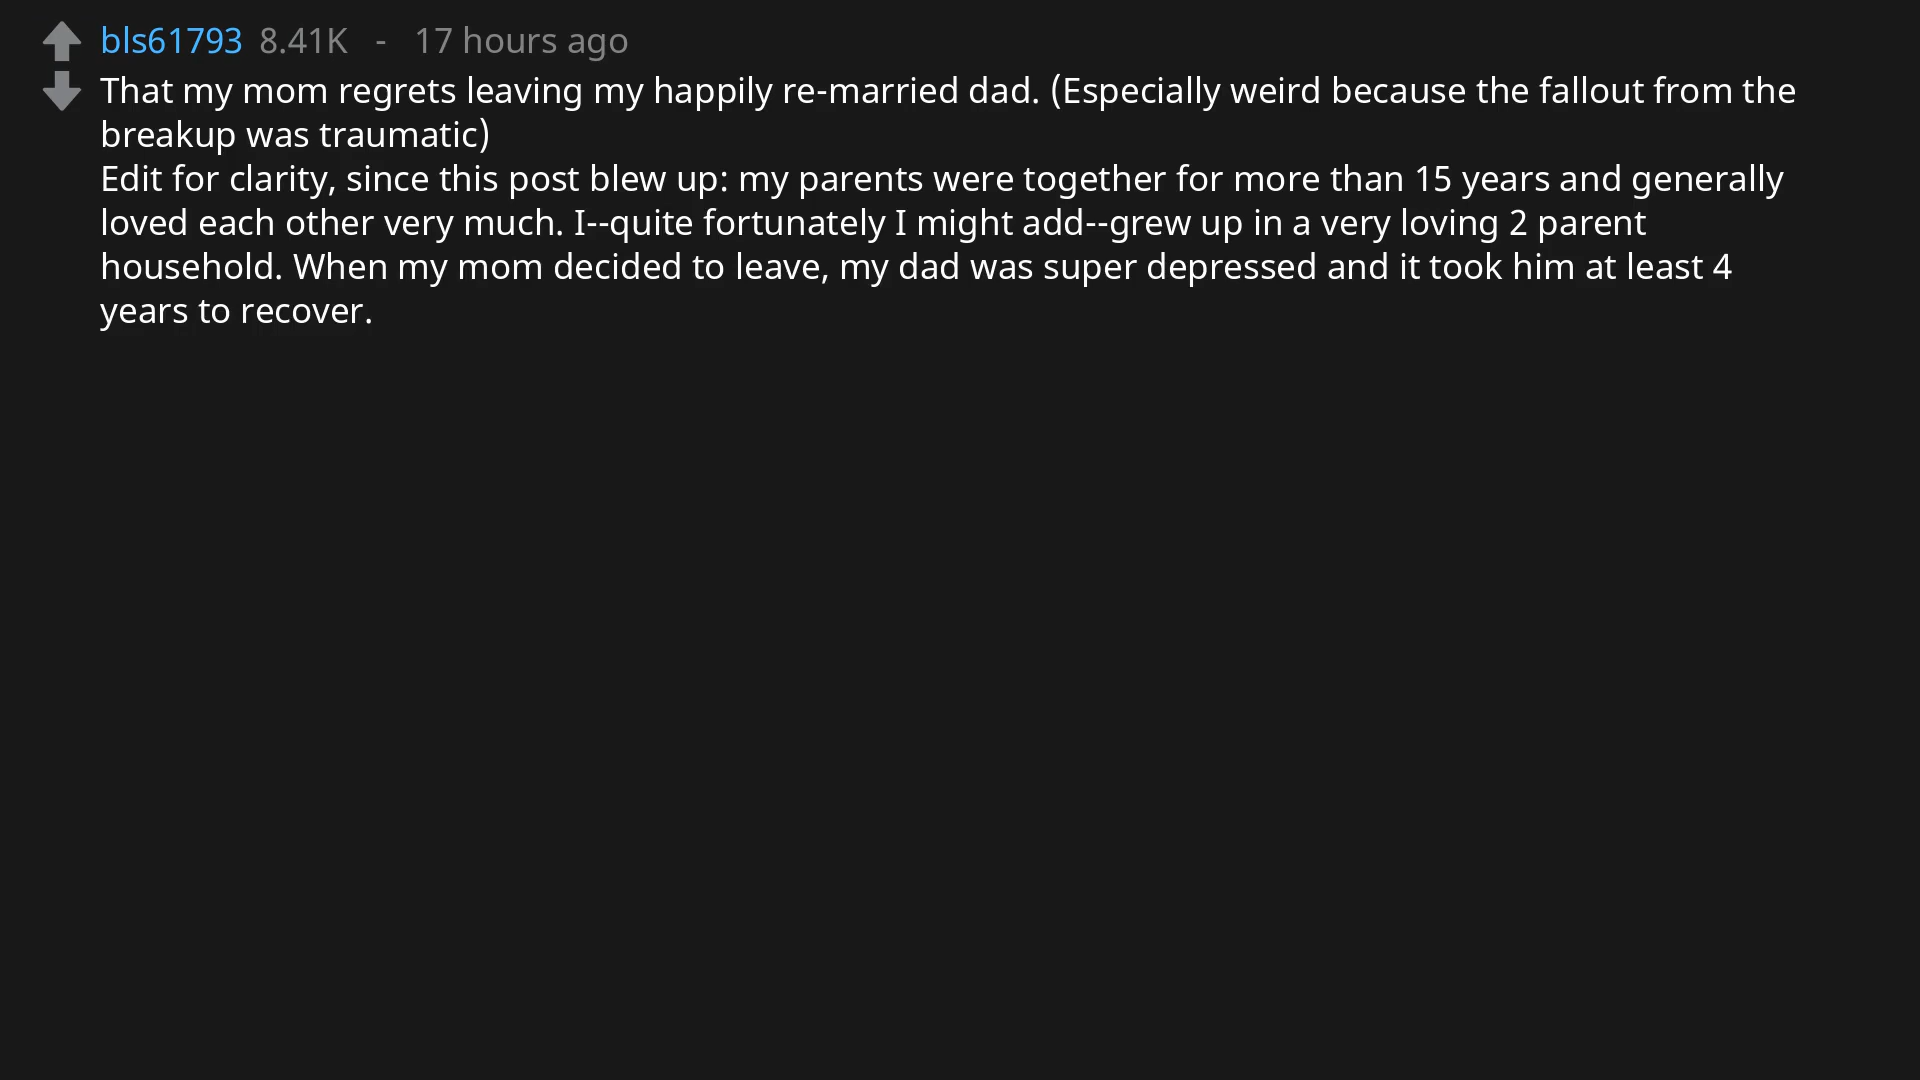 bls61793 8.41K - 17 hours ago
That my mom regrets leaving my happily re-married dad. (Especially weird because the fallout from the
breakup was traumatic)
Edit for clarity, since this post blew up: my parents were together for more than 15 years and generally
loved each other very much. I--quite fortunately I might add--grew up in a very loving 2 parent
household. When my mom decided to leave, my dad was super depressed and it took him at least 4
years to recover.